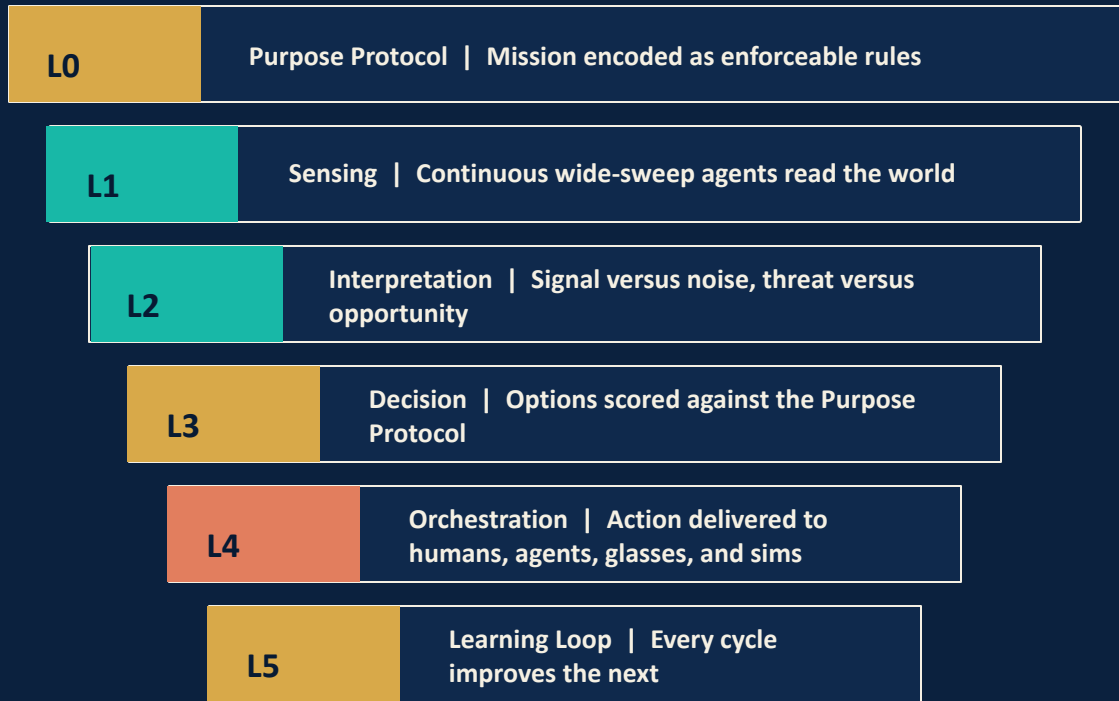 L0
Purpose Protocol | Mission encoded as enforceable rules
L1
Sensing | Continuous wide-sweep agents read the world
L2
Interpretation | Signal versus noise, threat versus
opportunity
L3
Decision | Options scored against the Purpose
Protocol
L4
Orchestration | Action delivered to
humans, agents, glasses, and sims
L5
Learning Loop | Every cycle
improves the next